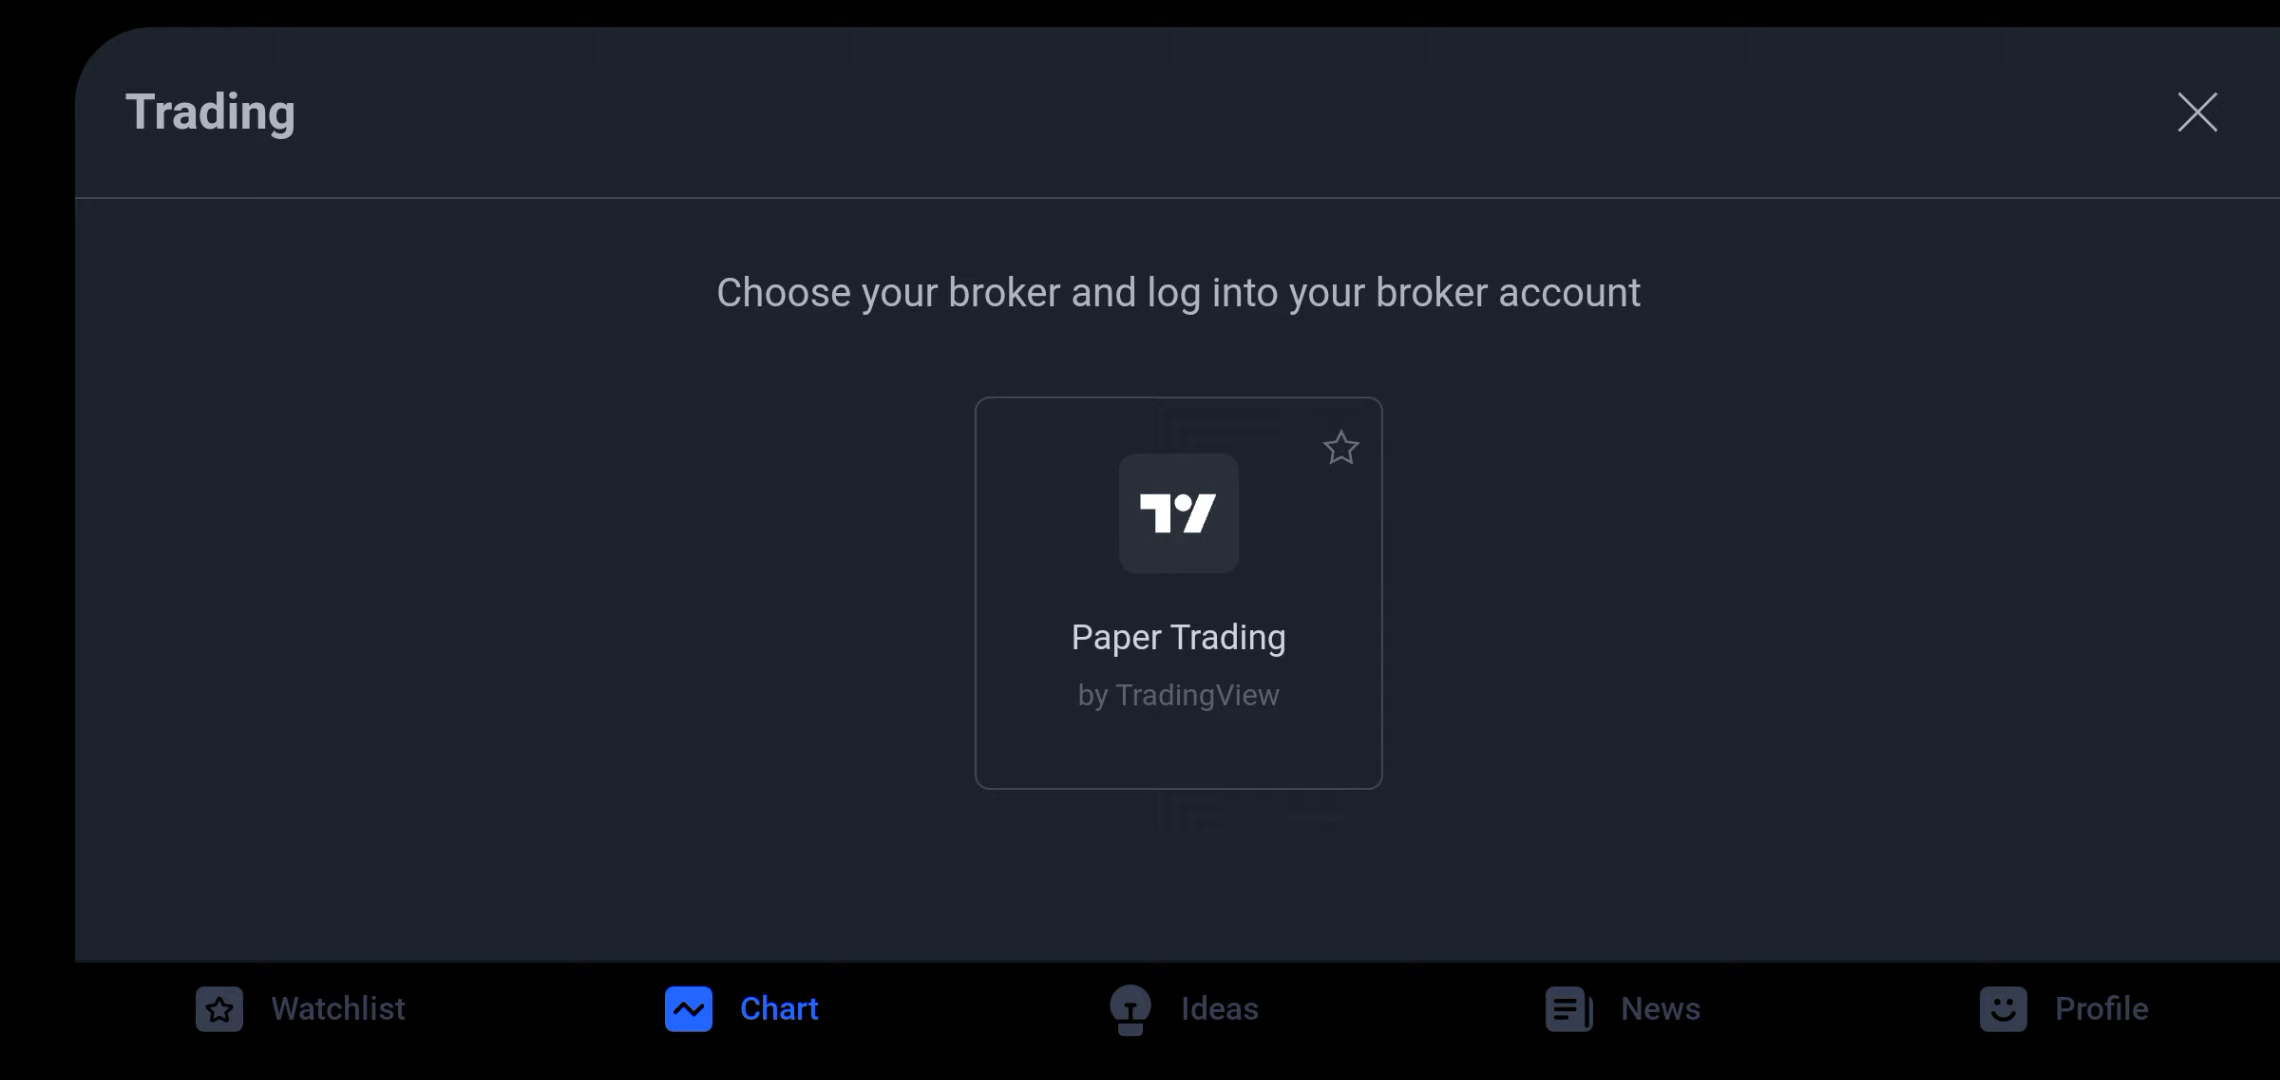 Trading
Choose your broker and log into your broker account
Paper Trading
by TradingView
Watchlist
Chart
Ideas
News
Profile